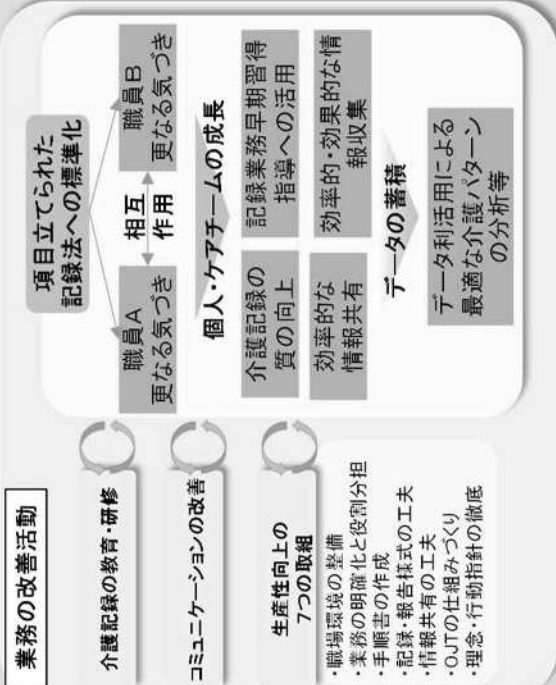 業務の改善活動
介護記録の教育・研修
コミュニケーションの改善
生産性向上の
7つの取組
・職場環境の整備
・業務の明確化と役割分担
・手順書の作成
・記録・報告様式の工夫
・情報共有の工夫
・OJTの仕組みづくり
・理念・行動指針の徹底
項目立てられた
記録法への標準化
職員A
更なる気づき
相互
作用
職員B
更なる気づき
個人・ケアチームの成長
介護記録の
質の向上
記録業務早期習得
指導への活用
効率的な
情報共有
効率的・効果的な情
報収集
データの蓄積
データ利活用による
最適な介護パターン
の分析等